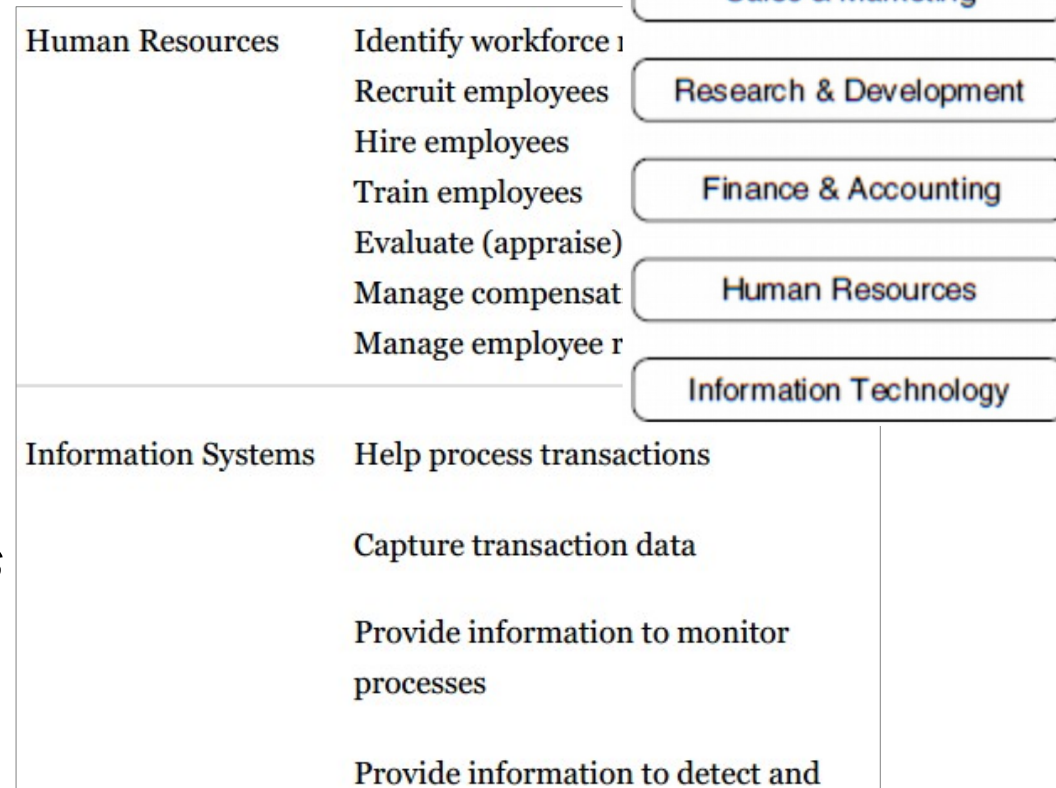 Sales & Marketing
Human Resources
Identify workforce
Recruit employees
Hire employees
Train employees
Evaluate (appraise)
Manage compensat
Manage employee r
Research & Development
Finance & Accounting
Human Resources
Information Technology
Information Systems
Help process transactions
Capture transaction data
Provide information to monitor
processes
Provide information to detect and